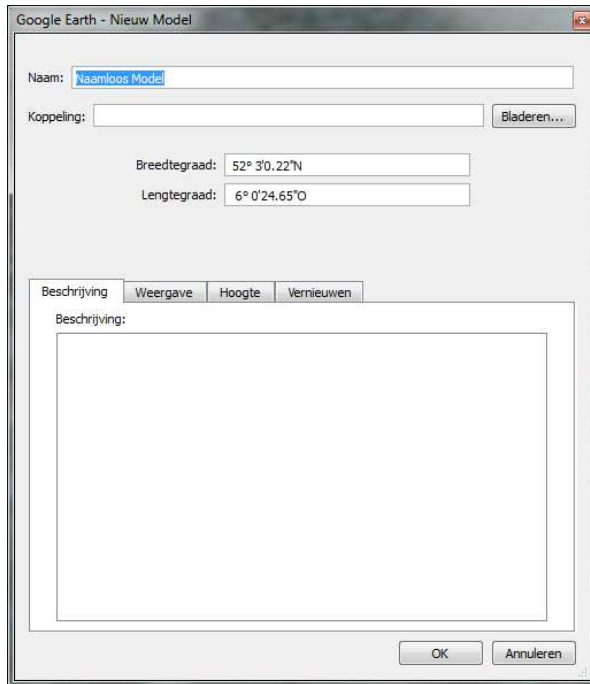 Google Earth - Nieuw Model
Naam: Naamloos Model
Koppeling: Bladeren...
Breedtegraad: 52° 3'0.22"N
Lengtegraad: 6° 0'24.65"O
Beschrijving Weergave Hoogte Vernieuwen
Beschrijving:
OK Annuleren